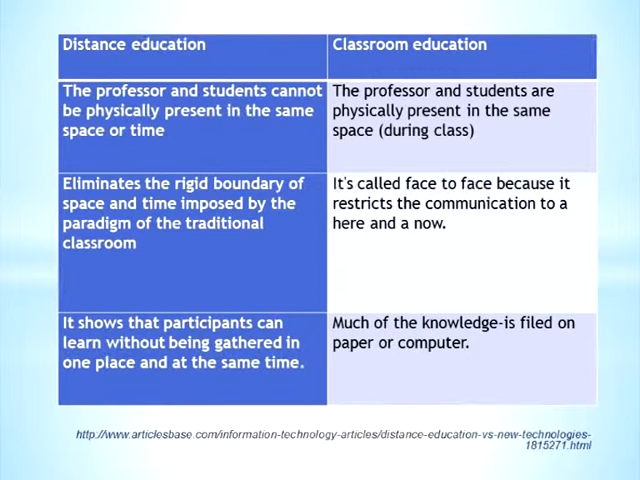 Distance education
Classroom education
The professor and students cannot
be physically present in the same
space or time
The professor and students are
physically present in the same
space (during class)
Eliminates the rigid boundary of
space and time imposed by the
paradigm of the traditional
classroom
It's called face to face because it
restricts the communication to a
here and a now.
It shows that participants can
learn without being gathered in
one place and at the same time.
Much of the knowledge-is filed on
paper or computer.
http://www.articlesbase.com/information-technology-articles/distance-education-vs-new-technologies-
1815271.html